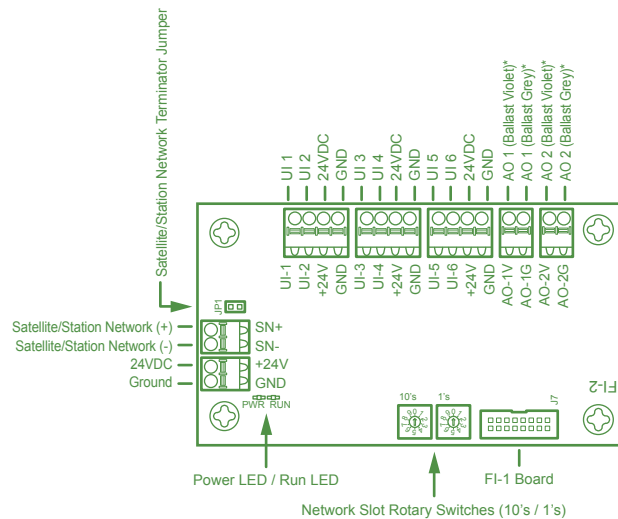 Satellite/Station Network Terminator Jumper
UI 1
UI 2
24VDC
GND
UI 3
UI 4
24VDC
GND
UI 5
UI 6
24VDC
GND
AO 1 (Ballast Violet)*
AO 1 (Ballast Grey)*
AO 2 (Ballast Violet)*
AO 2 (Ballast Grey)*
UI-1
UI-2
+24V
GND
UI-3
UI-4
+24V
GND
UI-5
UI-6
+24V
GND
AO-1V
AO-1G
AO-2V
AO-2G
JP1
Satellite/Station Network (+)
SN+
Satellite/Station Network (-)
SN-
24VDC
+24V
Ground
GND
PWR RUN
10's
1's
J7
FI-2
Power LED / Run LED
FI-1 Board
Network Slot Rotary Switches (10's / 1's)